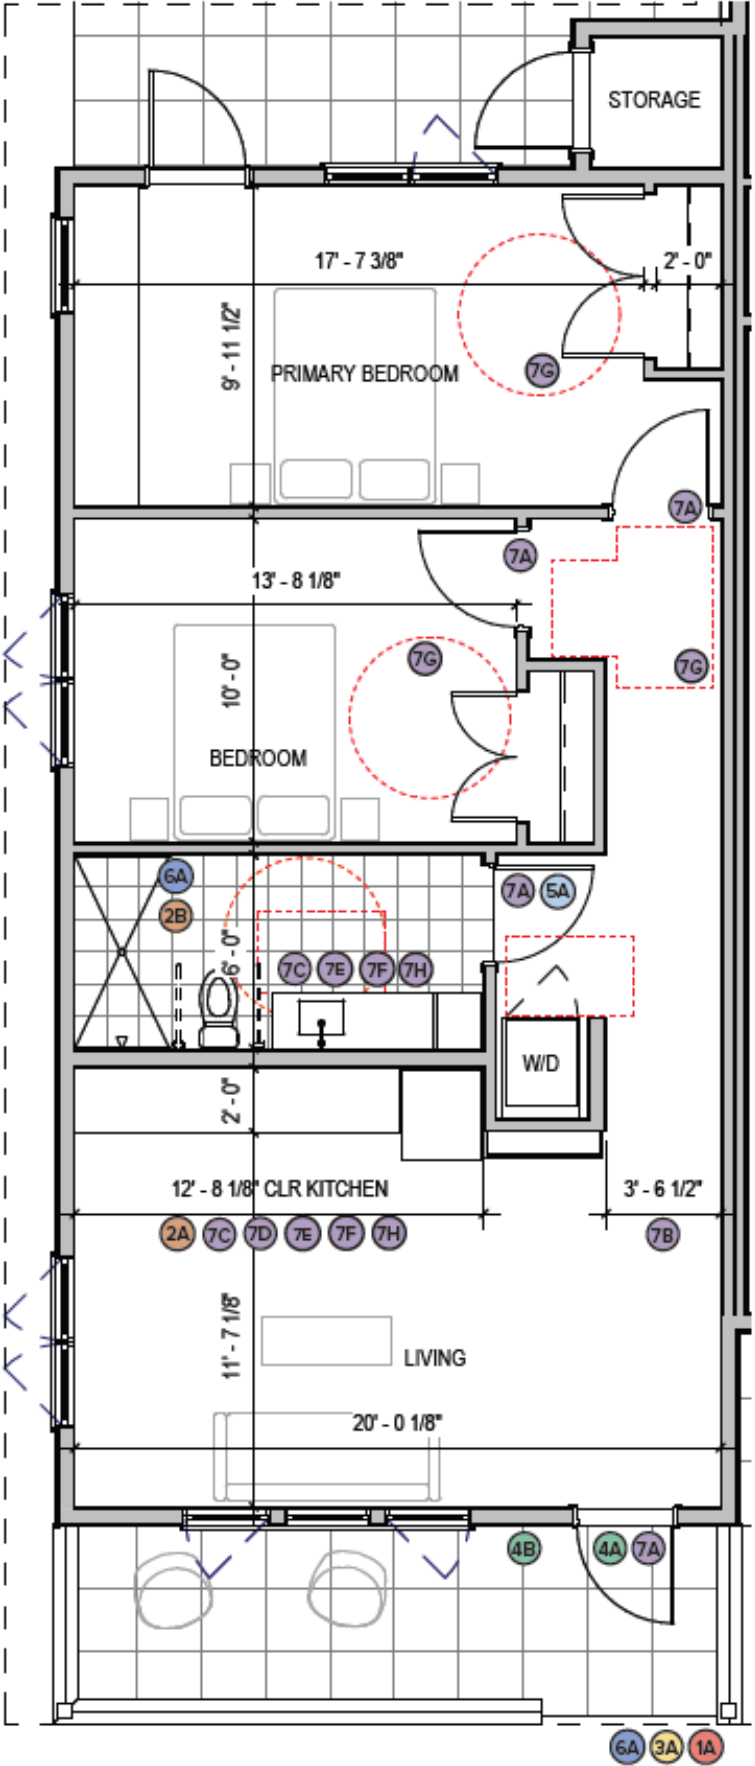 STORAGE
17' - 7 3/8"
2' - 0"
9' - 11 1/2"
PRIMARY BEDROOM
7G
7A
7A
13' - 8 1/8"
7G
7G
10' - 0"
BEDROOM
6A
7A 5A
2B
6' - 0"
7C 7E 7F 7H
W/D
2' - 0"
12' - 8 1/8" CLR KITCHEN
3' - 6 1/2"
2A 7C 7D 7E 7F 7H
7B
11' - 7 1/8"
LIVING
20' - 0 1/8"
4B 4A 7A
6A 3A 1A